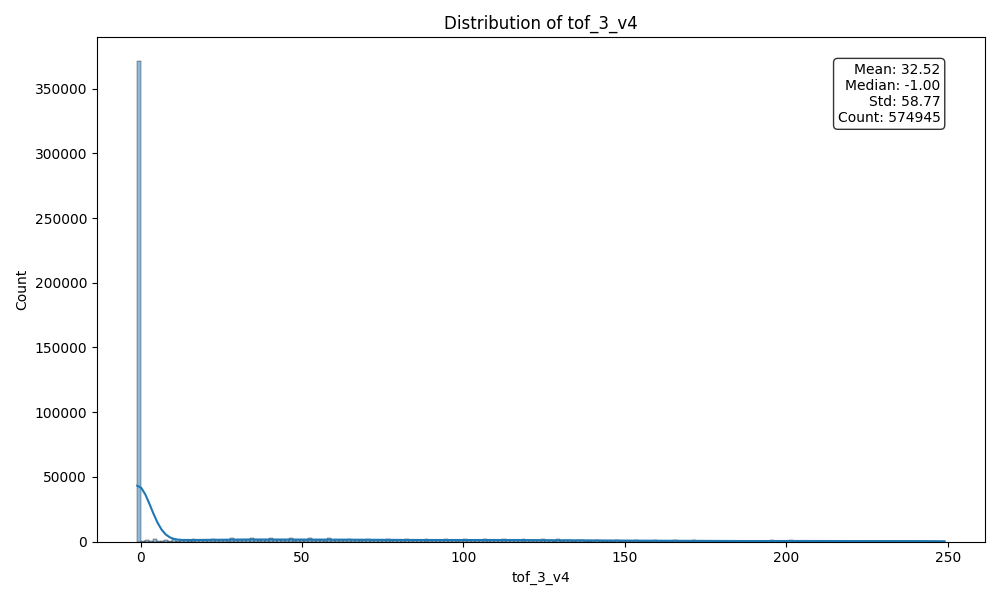 Distribution of tof_3_v4
Mean: 32.52
Median: -1.00
Std: 58.77
Count: 574945
350000
300000
250000
200000
150000
100000
50000
0
Count
0 50 100 150 200 250
tof_3_v4